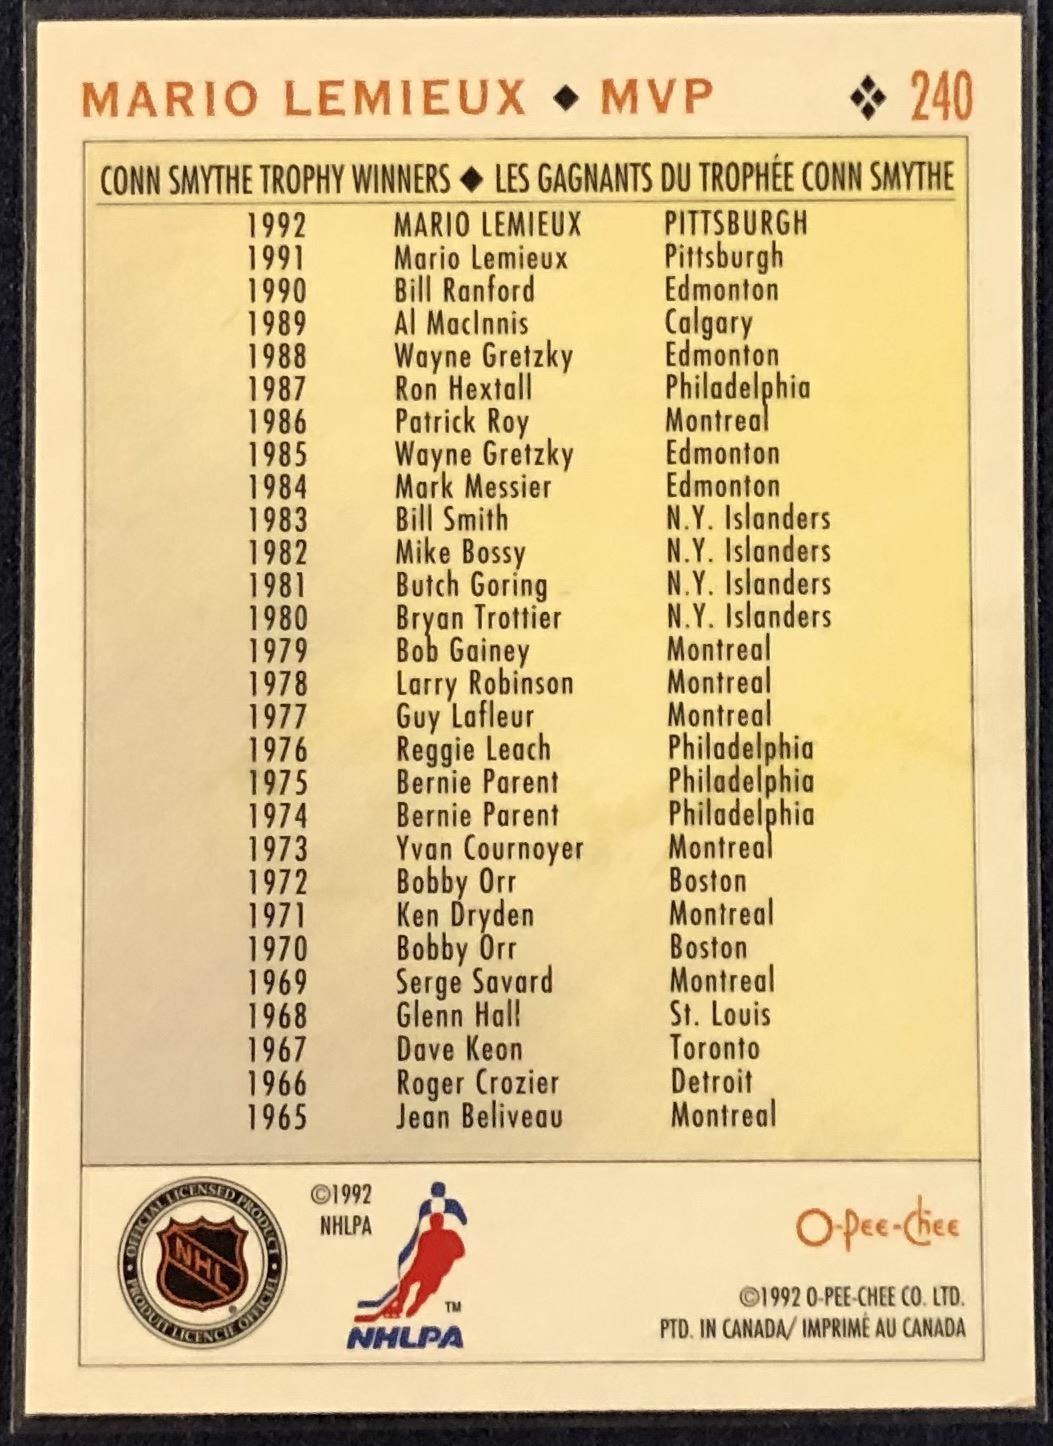 MARIO LEMIEUX ◆ MVP ❖ 240
CONN SMYTHE TROPHY WINNERS ◆ LES GAGNANTS DU TROPHÉE CONN SMYTHE
1992 MARIO LEMIEUX PITTSBURGH
1991 Mario Lemieux Pittsburgh
1990 Bill Ranford Edmonton
1989 Al MacInnis Calgary
1988 Wayne Gretzky Edmonton
1987 Ron Hextall Philadelphia
1986 Patrick Roy Montreal
1985 Wayne Gretzky Edmonton
1984 Mark Messier Edmonton
1983 Bill Smith N.Y. Islanders
1982 Mike Bossy N.Y. Islanders
1981 Butch Goring N.Y. Islanders
1980 Bryan Trottier N.Y. Islanders
1979 Bob Gainey Montreal
1978 Larry Robinson Montreal
1977 Guy Lafleur Montreal
1976 Reggie Leach Philadelphia
1975 Bernie Parent Philadelphia
1974 Bernie Parent Philadelphia
1973 Yvan Cournoyer Montreal
1972 Bobby Orr Boston
1971 Ken Dryden Montreal
1970 Bobby Orr Boston
1969 Serge Savard Montreal
1968 Glenn Hall St. Louis
1967 Dave Keon Toronto
1966 Roger Crozier Detroit
1965 Jean Beliveau Montreal
OFFICIAL LICENSED PRODUCT
NHL
PRODUIT LICENCIE OFFICIEL
©1992
NHLPA
TM
NHLPA
O-Pee-Chee
©1992 O-PEE-CHEE CO. LTD.
PTD. IN CANADA/ IMPRIMÉ AU CANADA